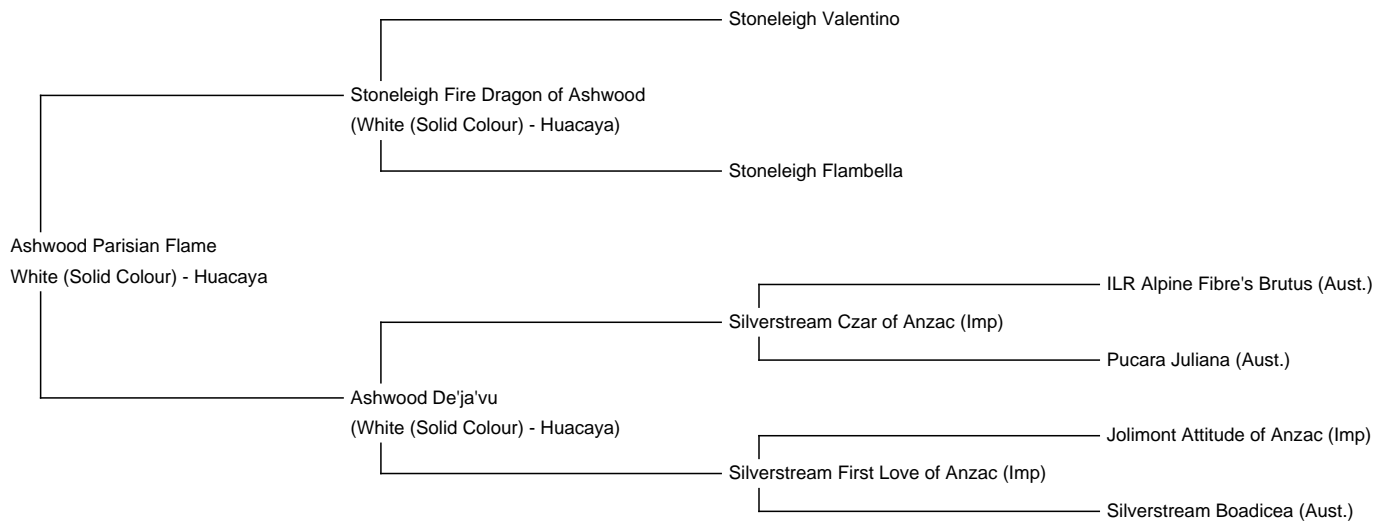 Stoneleigh Valentino
Stoneleigh Fire Dragon of Ashwood
(White (Solid Colour) - Huacaya)
Stoneleigh Flambella
Ashwood Parisian Flame
White (Solid Colour) - Huacaya
ILR Alpine Fibre's Brutus (Aust.)
Silverstream Czar of Anzac (Imp)
Pucara Juliana (Aust.)
Ashwood De'ja'vu
(White (Solid Colour) - Huacaya)
Jolimont Attitude of Anzac (Imp)
Silverstream First Love of Anzac (Imp)
Silverstream Boadicea (Aust.)